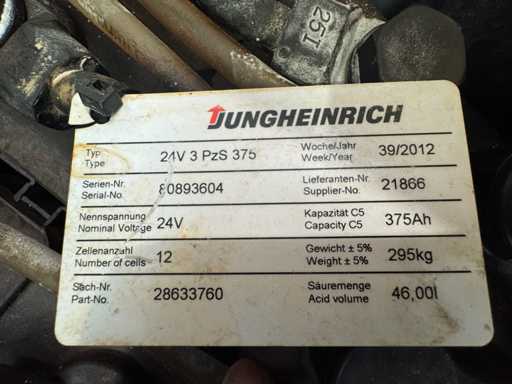 25I
JUNGHEINRICH
Typ
Type
24V 3 PzS 375
Woche/Jahr
Week/Year
39/2012
Serien-Nr.
Serial-No.
80893604
Lieferanten-Nr.
Supplier-No.
21866
Nennspannung
Nominal Voltage
24V
Kapazität C5
Capacity C5
375Ah
Zellenanzahl
Number of cells
12
Gewicht ± 5%
Weight ± 5%
295kg
Sach-Nr.
Part-No.
28633760
Säuremenge
Acid volume
46,00l